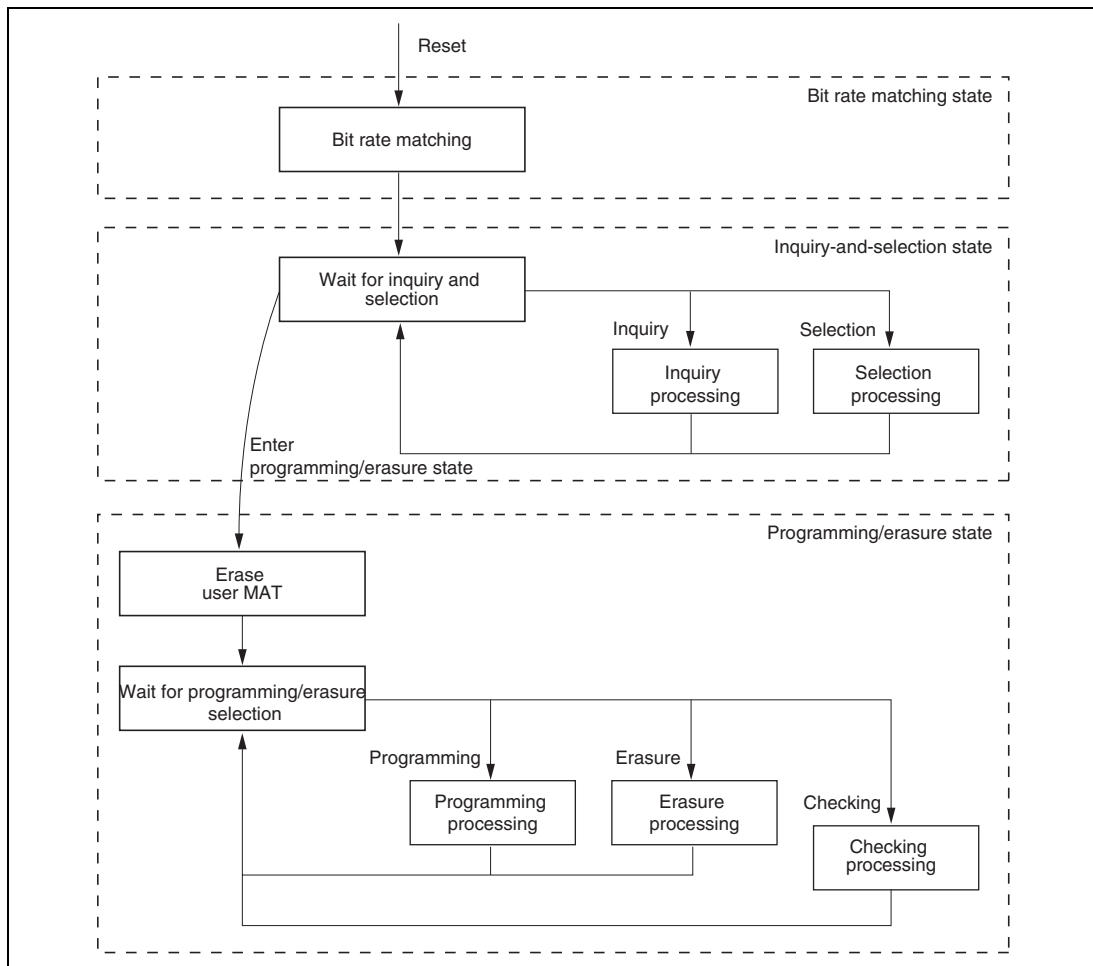 Reset
Bit rate matching state
Bit rate matching
Inquiry-and-selection state
Wait for inquiry and
selection
Inquiry
Selection
Inquiry
processing
Selection
processing
Enter
programming/erasure state
Programming/erasure state
Erase
user MAT
Wait for programming/erasure
selection
Programming
Erasure
Checking
Programming
processing
Erasure
processing
Checking
processing